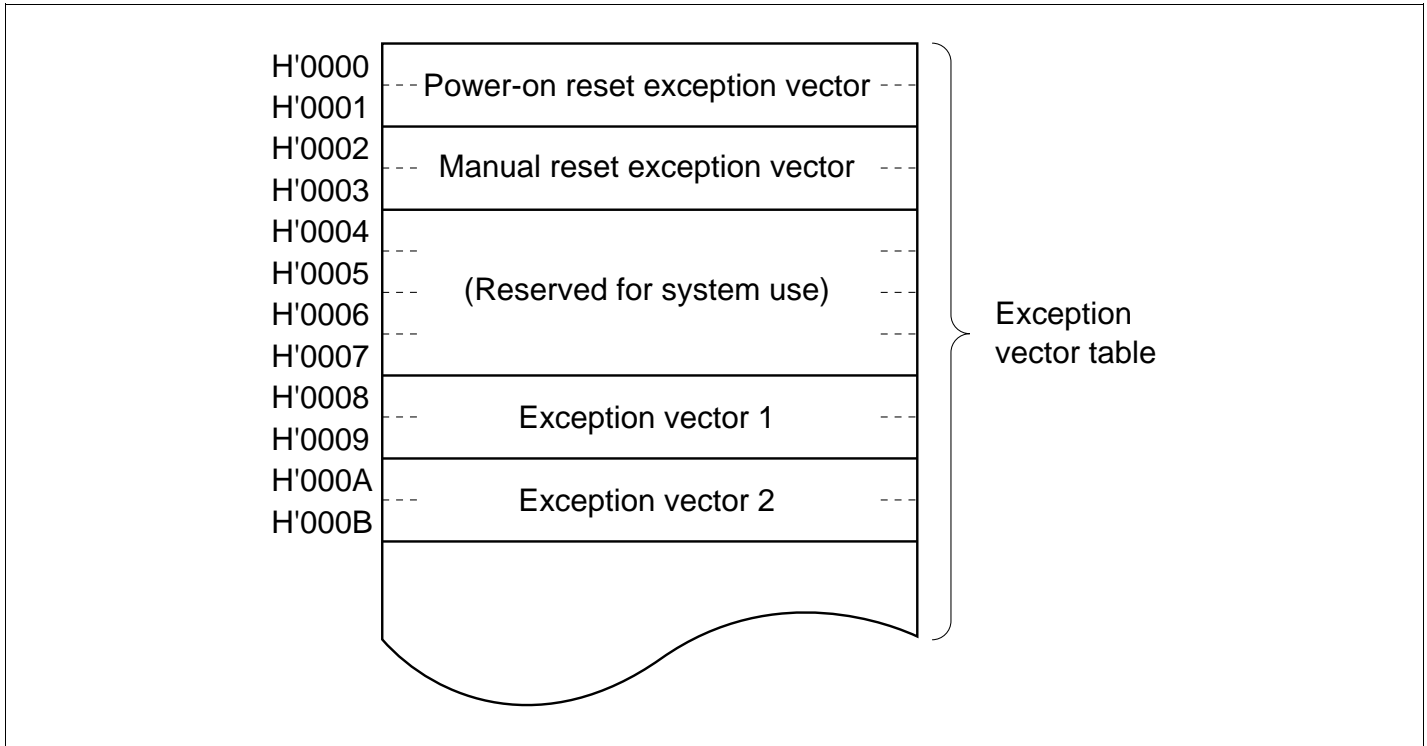 H'0000
Power-on reset exception vector
H'0001
H'0002
Manual reset exception vector
H'0003
H'0004
H'0005
(Reserved for system use)
H'0006
H'0007
Exception
vector table
H'0008
Exception vector 1
H'0009
H'000A
Exception vector 2
H'000B